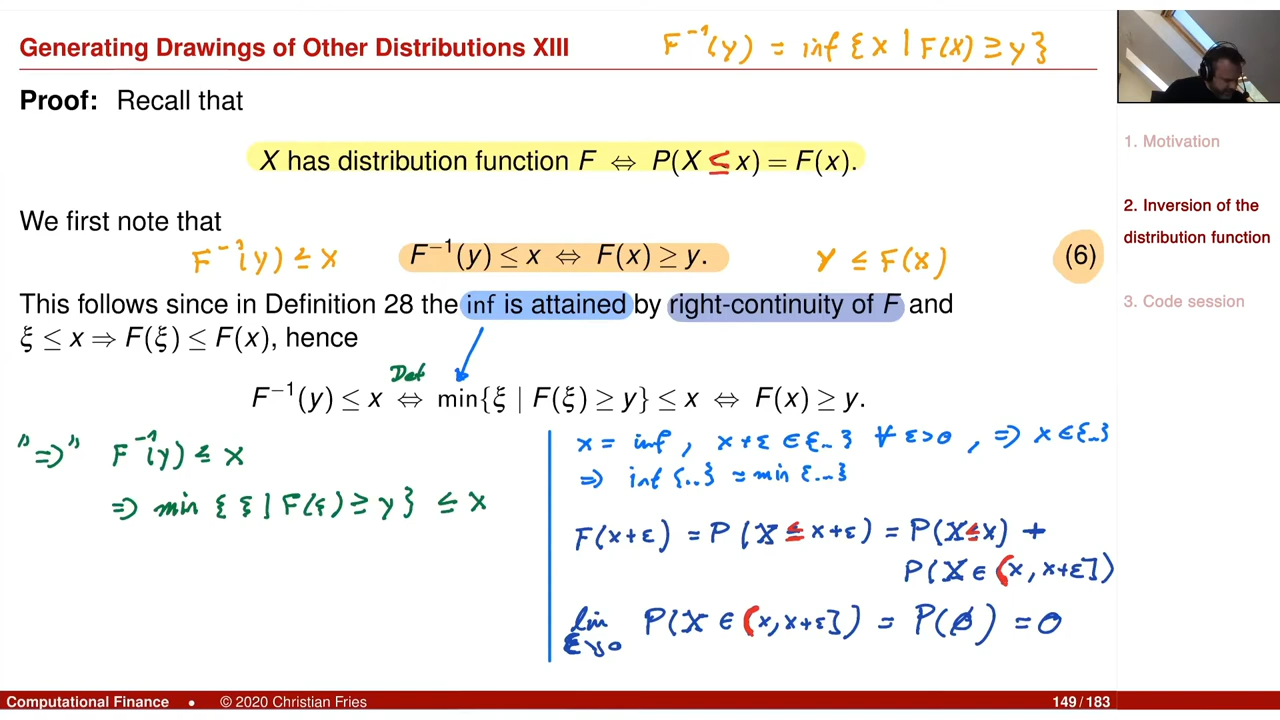 Generating Drawings of Other Distributions XIII
F⁻¹(y) = inf {x | F(x) ≥ y}
Proof: Recall that
X has distribution function F ⇔ P(X ≤ x) = F(x).
We first note that
F⁻¹(y) ≤ x   F⁻¹(y) ≤ x ⇔ F(x) ≥ y.   y ≤ F(x)   (6)
This follows since in Definition 28 the inf is attained by right-continuity of F and
ξ ≤ x ⇒ F(ξ) ≤ F(x), hence
Def
F⁻¹(y) ≤ x ⇔ min{ξ | F(ξ) ≥ y} ≤ x ⇔ F(x) ≥ y.
"⇒" F⁻¹(y) ≤ x
⇒ min {ξ | F(ξ) ≥ y} ≤ x
x = inf, x+ε ∈ {..} ∀ ε>0, ⇒ x ∈ {..}
⇒ inf {..} = min {...}
F(x+ε) = P(X ≤ x+ε) = P(X ≤ x) +
P(X ∈ (x, x+ε])
lim P(X ∈ (x, x+ε]) = P(∅) = 0
ε↘0
1. Motivation
2. Inversion of the
distribution function
3. Code session
Computational Finance • © 2020 Christian Fries
149 / 183